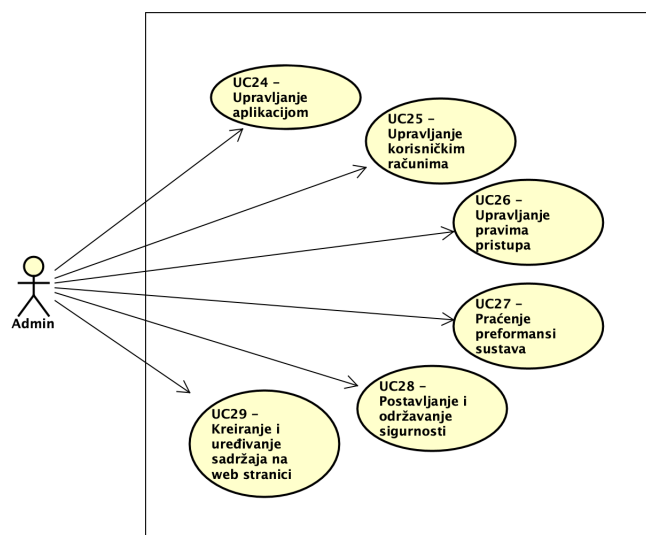 UC24 –
Upravljanje
aplikacijom
UC25 –
Upravljanje
korisničkim
računima
UC26 –
Upravljanje
pravima
pristupa
Admin
UC27 –
Praćenje
preformansi
sustava
UC28 –
Postavljanje i
održavanje
sigurnosti
UC29 –
Kreiranje i
uređivanje
sadržaja na
web stranici